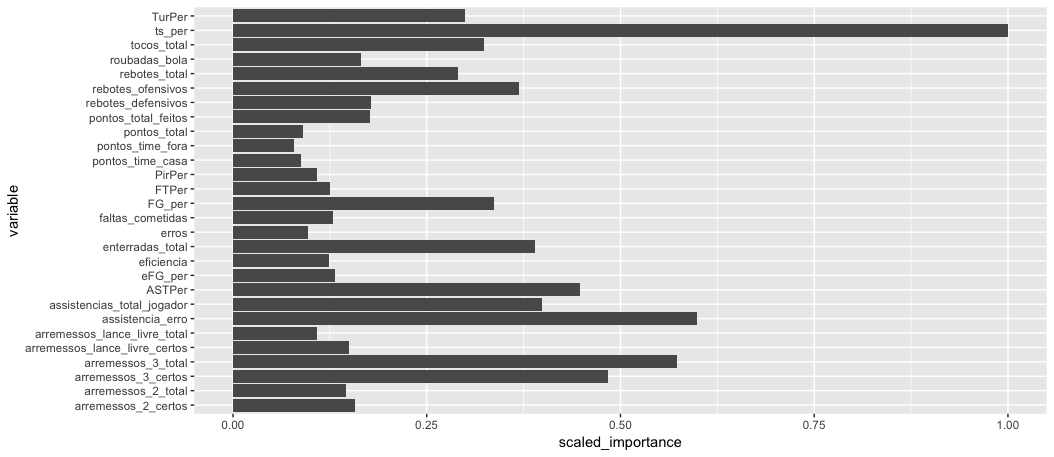 TurPer
ts_per
tocos_total
roubadas_bola
rebotes_total
rebotes_ofensivos
rebotes_defensivos
pontos_total_feitos
pontos_total
pontos_time_fora
pontos_time_casa
PirPer
FTPer
FG_per
faltas_cometidas
erros
enterradas_total
eficiencia
eFG_per
ASTPer
assistencias_total_jogador
assistencia_erro
arremessos_lance_livre_total
arremessos_lance_livre_certos
arremessos_3_total
arremessos_3_certos
arremessos_2_total
arremessos_2_certos
variable
0.00 0.25 0.50 0.75 1.00
scaled_importance